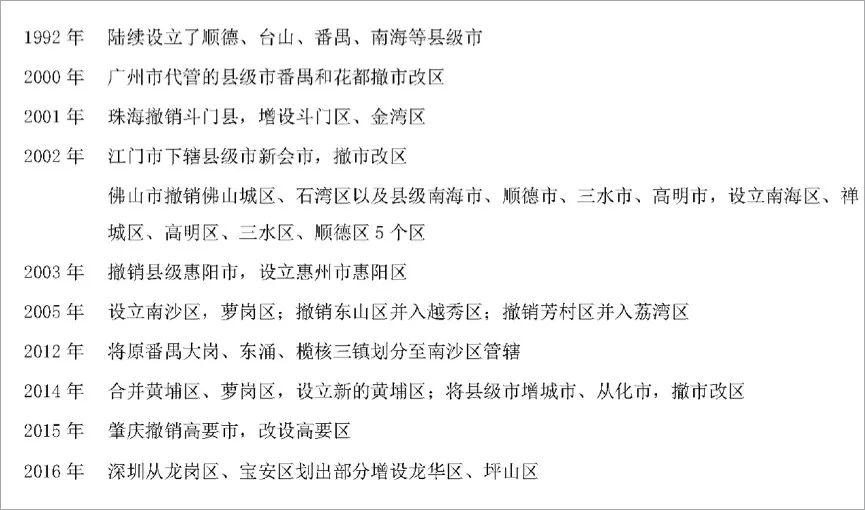 1992 年 陆续设立了顺德、台山、番禺、南海等县级市
2000 年 广州市代管的县级市番禺和花都撤市改区
2001 年 珠海撤销斗门县，增设斗门区、金湾区
2002 年 江门市下辖县级市新会市，撤市改区
佛山市撤销佛山城区、石湾区以及县级南海市、顺德市、三水市、高明市，设立南海区、禅
城区、高明区、三水区、顺德区 5 个区
2003 年 撤销县级惠阳市，设立惠州市惠阳区
2005 年 设立南沙区，萝岗区；撤销东山区并入越秀区；撤销芳村区并入荔湾区
2012 年 将原番禺大岗、东涌、榄核三镇划分至南沙区管辖
2014 年 合并黄埔区、萝岗区，设立新的黄埔区；将县级市增城市、从化市，撤市改区
2015 年 肇庆撤销高要市，改设高要区
2016 年 深圳从龙岗区、宝安区划出部分增设龙华区、坪山区